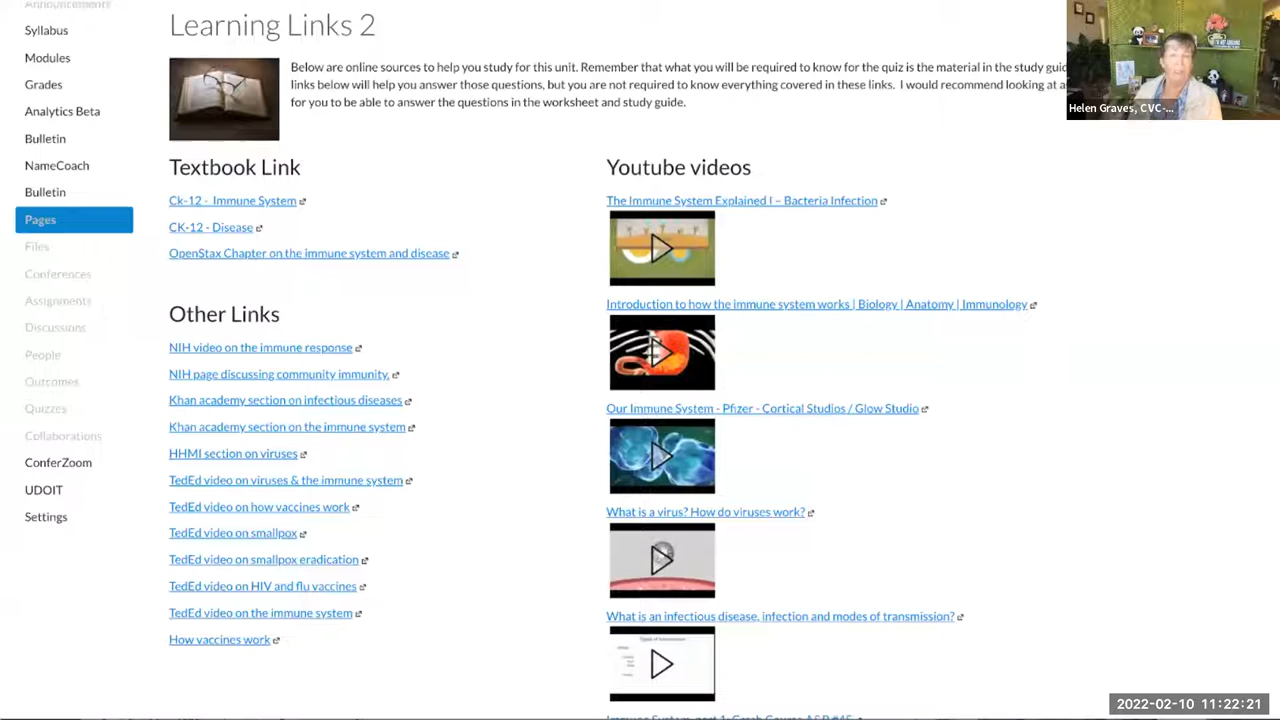 Announcements
Syllabus
Modules
Grades
Analytics Beta
Bulletin
NameCoach
Bulletin
Pages
Files
Conferences
Assignments
Discussions
People
Outcomes
Quizzes
Collaborations
ConferZoom
UDOIT
Settings
Learning Links 2
Below are online sources to help you study for this unit. Remember that what you will be required to know for the quiz is the material in the study
links below will help you answer those questions, but you are not required to know everything covered in these links. I would recommend looking at
for you to be able to answer the questions in the worksheet and study guide.
Textbook Link
Ck-12 - Immune System
CK-12 - Disease
OpenStax Chapter on the immune system and disease
Other Links
NIH video on the immune response
NIH page discussing community immunity.
Khan academy section on infectious diseases
Khan academy section on the immune system
HHMI section on viruses
TedEd video on viruses & the immune system
TedEd video on how vaccines work
TedEd video on smallpox
TedEd video on smallpox eradication
TedEd video on HIV and flu vaccines
TedEd video on the immune system
How vaccines work
Youtube videos
The Immune System Explained I – Bacteria Infection
Introduction to how the immune system works | Biology | Anatomy | Immunology
Our Immune System - Pfizer - Cortical Studios / Glow Studio
What is a virus? How do viruses work?
What is an infectious disease, infection and modes of transmission?
Helen Graves, CVC-...
2022-02-10 11:22:21